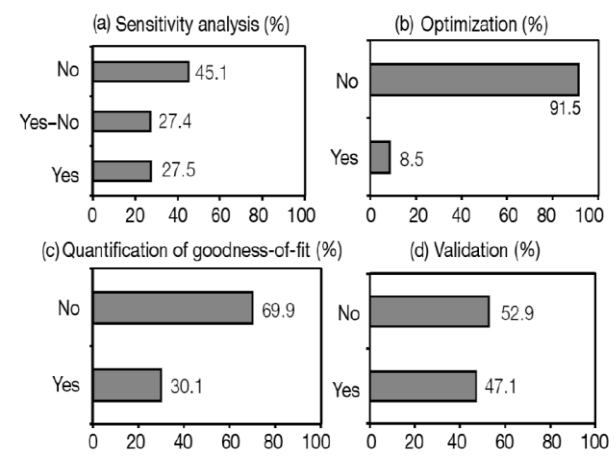 (a) Sensitivity analysis (%)
No
45.1
Yes–No
27.4
Yes
27.5
0 20 40 60 80 100
(b) Optimization (%)
No
91.5
Yes
8.5
0 20 40 60 80 100
(c) Quantification of goodness-of-fit (%)
No
69.9
Yes
30.1
0 20 40 60 80 100
(d) Validation (%)
No
52.9
Yes
47.1
0 20 40 60 80 100